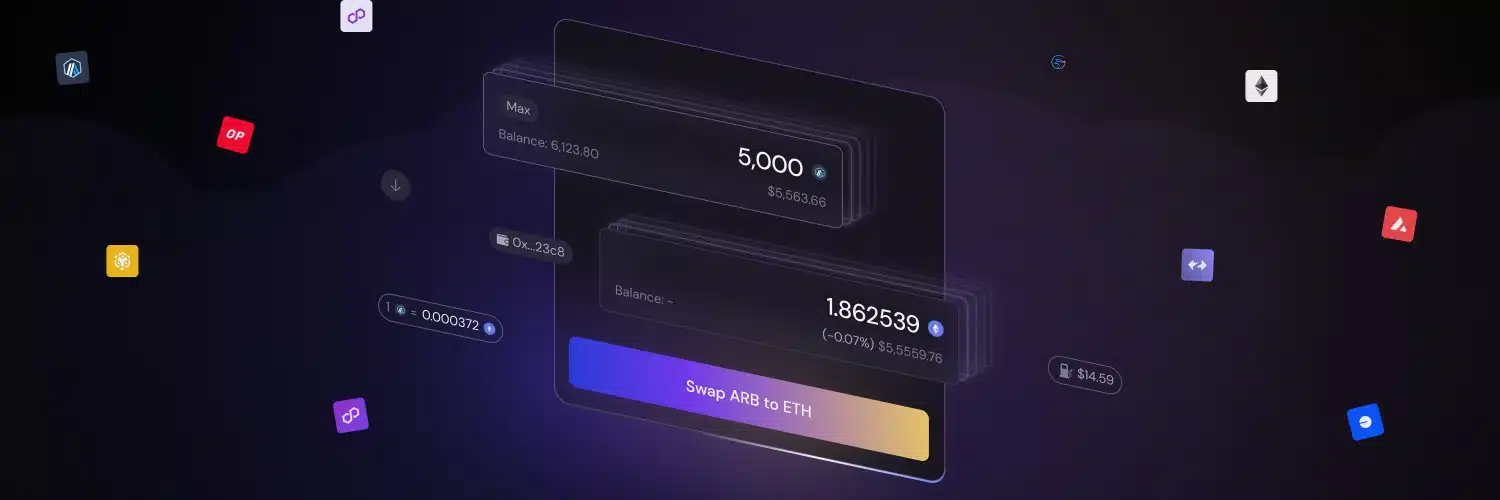 OP
Max
Balance: 6,123.80
5,000
$5,563.66
0x...23c8
Balance: -
1.862539
(-0.07%) $5,5559.76
1 = 0.000372
$14.59
Swap ARB to ETH